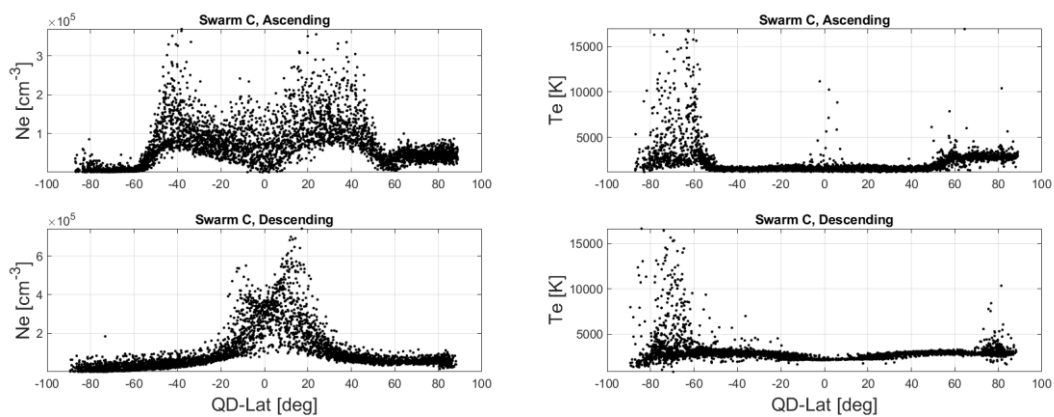 Swarm C, Ascending
×10⁵
Ne [cm⁻³]
3
2
1
-100 -80 -60 -40 -20 0 20 40 60 80 100
Swarm C, Ascending
Te [K]
15000
10000
5000
-100 -80 -60 -40 -20 0 20 40 60 80 100
Swarm C, Descending
×10⁵
Ne [cm⁻³]
6
4
2
-100 -80 -60 -40 -20 0 20 40 60 80 100
QD-Lat [deg]
Swarm C, Descending
Te [K]
15000
10000
5000
-100 -80 -60 -40 -20 0 20 40 60 80 100
QD-Lat [deg]